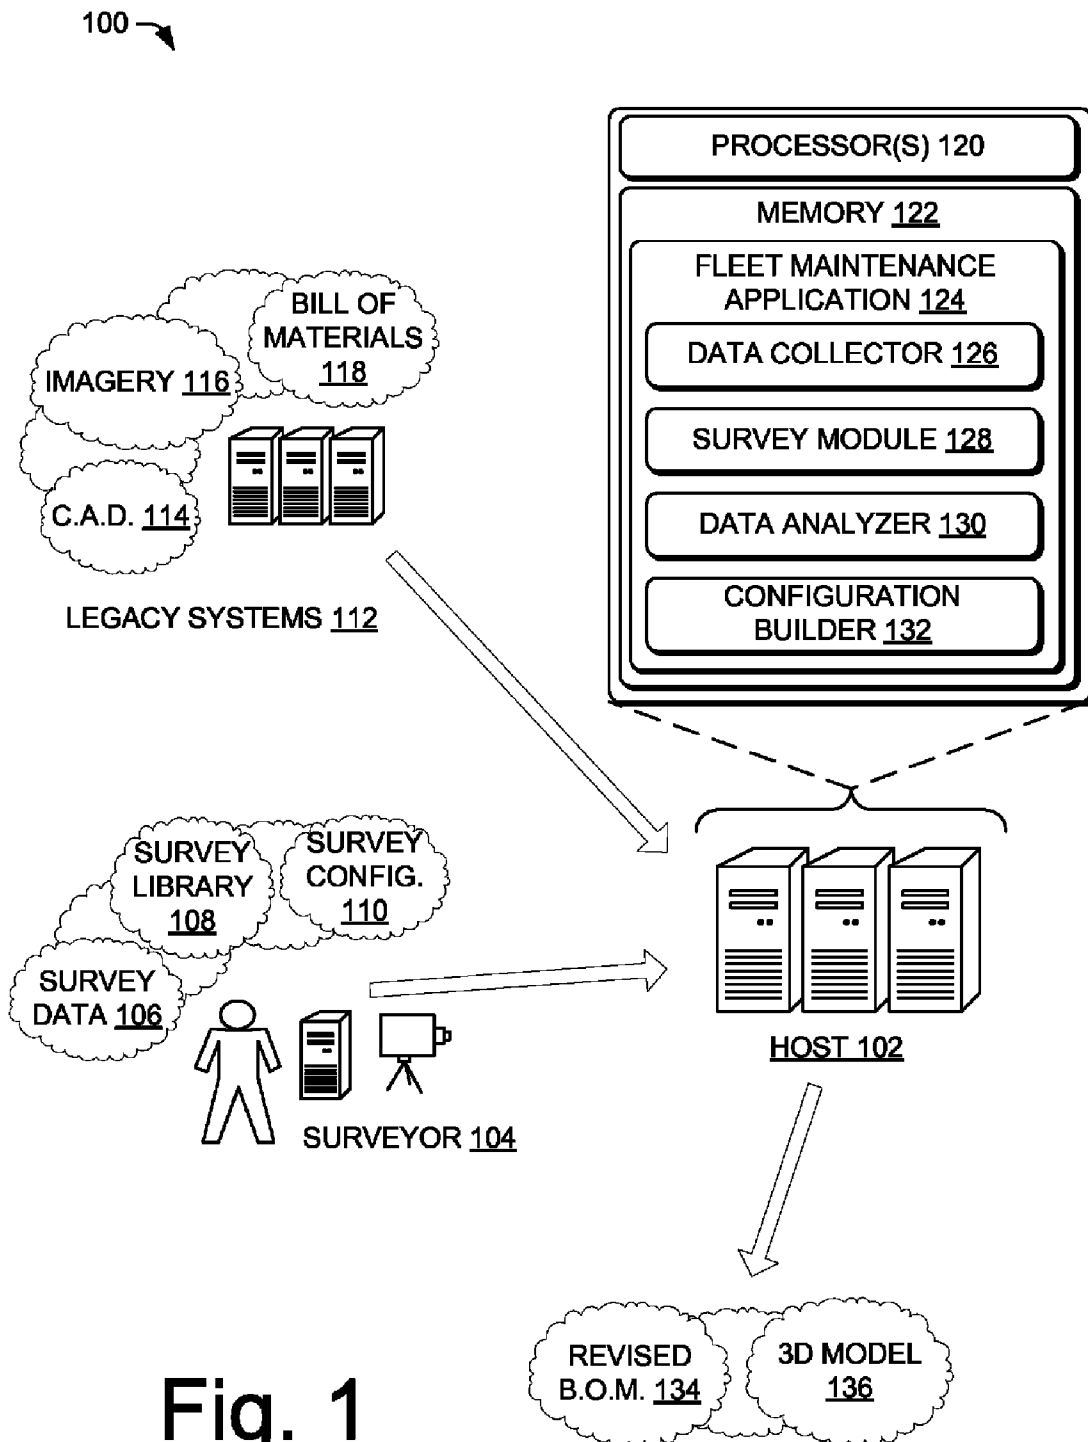 100
PROCESSOR(S) 120
MEMORY 122
FLEET MAINTENANCE
APPLICATION 124
DATA COLLECTOR 126
SURVEY MODULE 128
DATA ANALYZER 130
CONFIGURATION
BUILDER 132
BILL OF
MATERIALS
118
IMAGERY 116
C.A.D. 114
LEGACY SYSTEMS 112
SURVEY
LIBRARY
108
SURVEY
CONFIG.
110
SURVEY
DATA 106
SURVEYOR 104
HOST 102
REVISED
B.O.M. 134
3D MODEL
136
Fig. 1